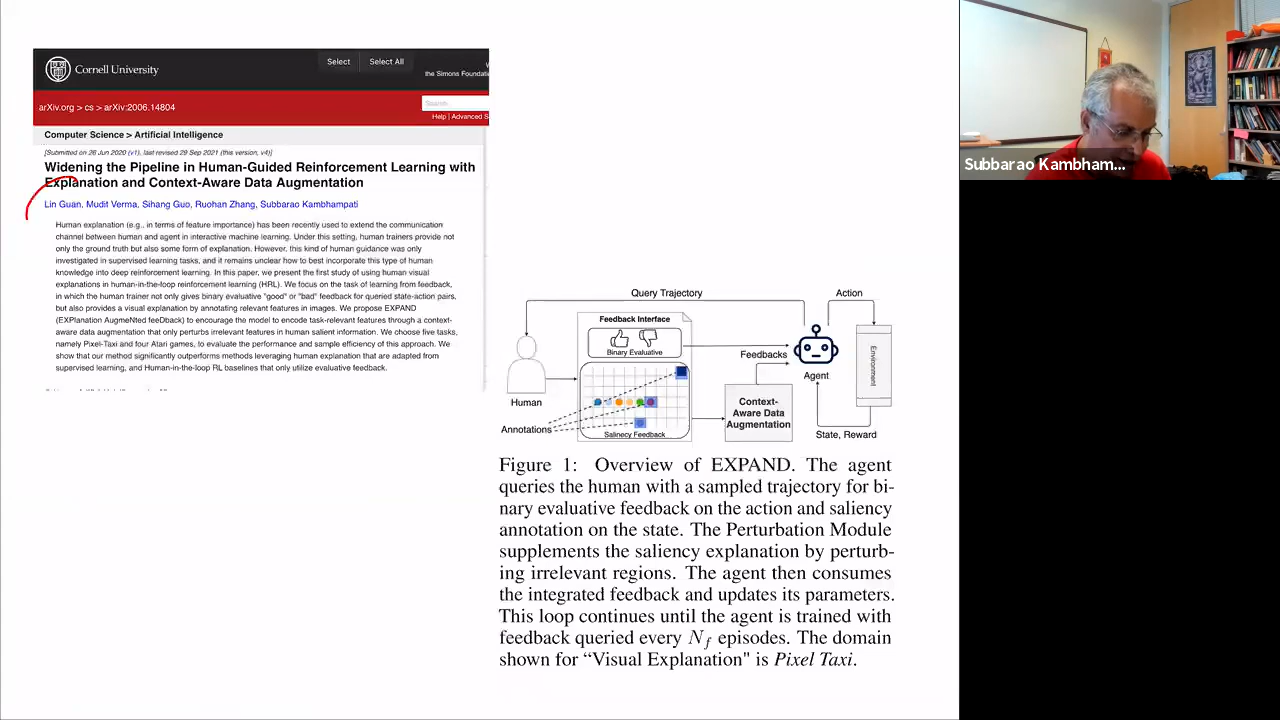 Cornell University
Select
Select All
the Simons Foundati
arXiv.org > cs > arXiv:2006.14804
Search
Help | Advanced S
Computer Science > Artificial Intelligence
[Submitted on 26 Jun 2020 (v1), last revised 29 Sep 2021 (this version, v4)]
Widening the Pipeline in Human-Guided Reinforcement Learning with
Explanation and Context-Aware Data Augmentation
Lin Guan, Mudit Verma, Sihang Guo, Ruohan Zhang, Subbarao Kambhampati
Human explanation (e.g., in terms of feature importance) has been recently used to extend the communication
channel between human and agent in interactive machine learning. Under this setting, human trainers provide not
only the ground truth but also some form of explanation. However, this kind of human guidance was only
investigated in supervised learning tasks, and it remains unclear how to best incorporate this type of human
knowledge into deep reinforcement learning. In this paper, we present the first study of using human visual
explanations in human-in-the-loop reinforcement learning (HRL). We focus on the task of learning from feedback,
in which the human trainer not only gives binary evaluative "good" or "bad" feedback for queried state-action pairs,
but also provides a visual explanation by annotating relevant features in images. We propose EXPAND
(EXPlanation AugmeNted feeDback) to encourage the model to encode task-relevant features through a context-
aware data augmentation that only perturbs irrelevant features in human salient information. We choose five tasks,
namely Pixel-Taxi and four Atari games, to evaluate the performance and sample efficiency of this approach. We
show that our method significantly outperforms methods leveraging human explanation that are adapted from
supervised learning, and Human-in-the-loop RL baselines that only utilize evaluative feedback.
Query Trajectory
Action
Feedback Interface
Binary Evaluative
Feedbacks
Agent
Environment
Human
Annotations
Saliency Feedback
Context-
Aware Data
Augmentation
State, Reward
Figure 1: Overview of EXPAND. The agent
queries the human with a sampled trajectory for bi-
nary evaluative feedback on the action and saliency
annotation on the state. The Perturbation Module
supplements the saliency explanation by perturb-
ing irrelevant regions. The agent then consumes
the integrated feedback and updates its parameters.
This loop continues until the agent is trained with
feedback queried every N_f episodes. The domain
shown for “Visual Explanation" is Pixel Taxi.
Subbarao Kambham...